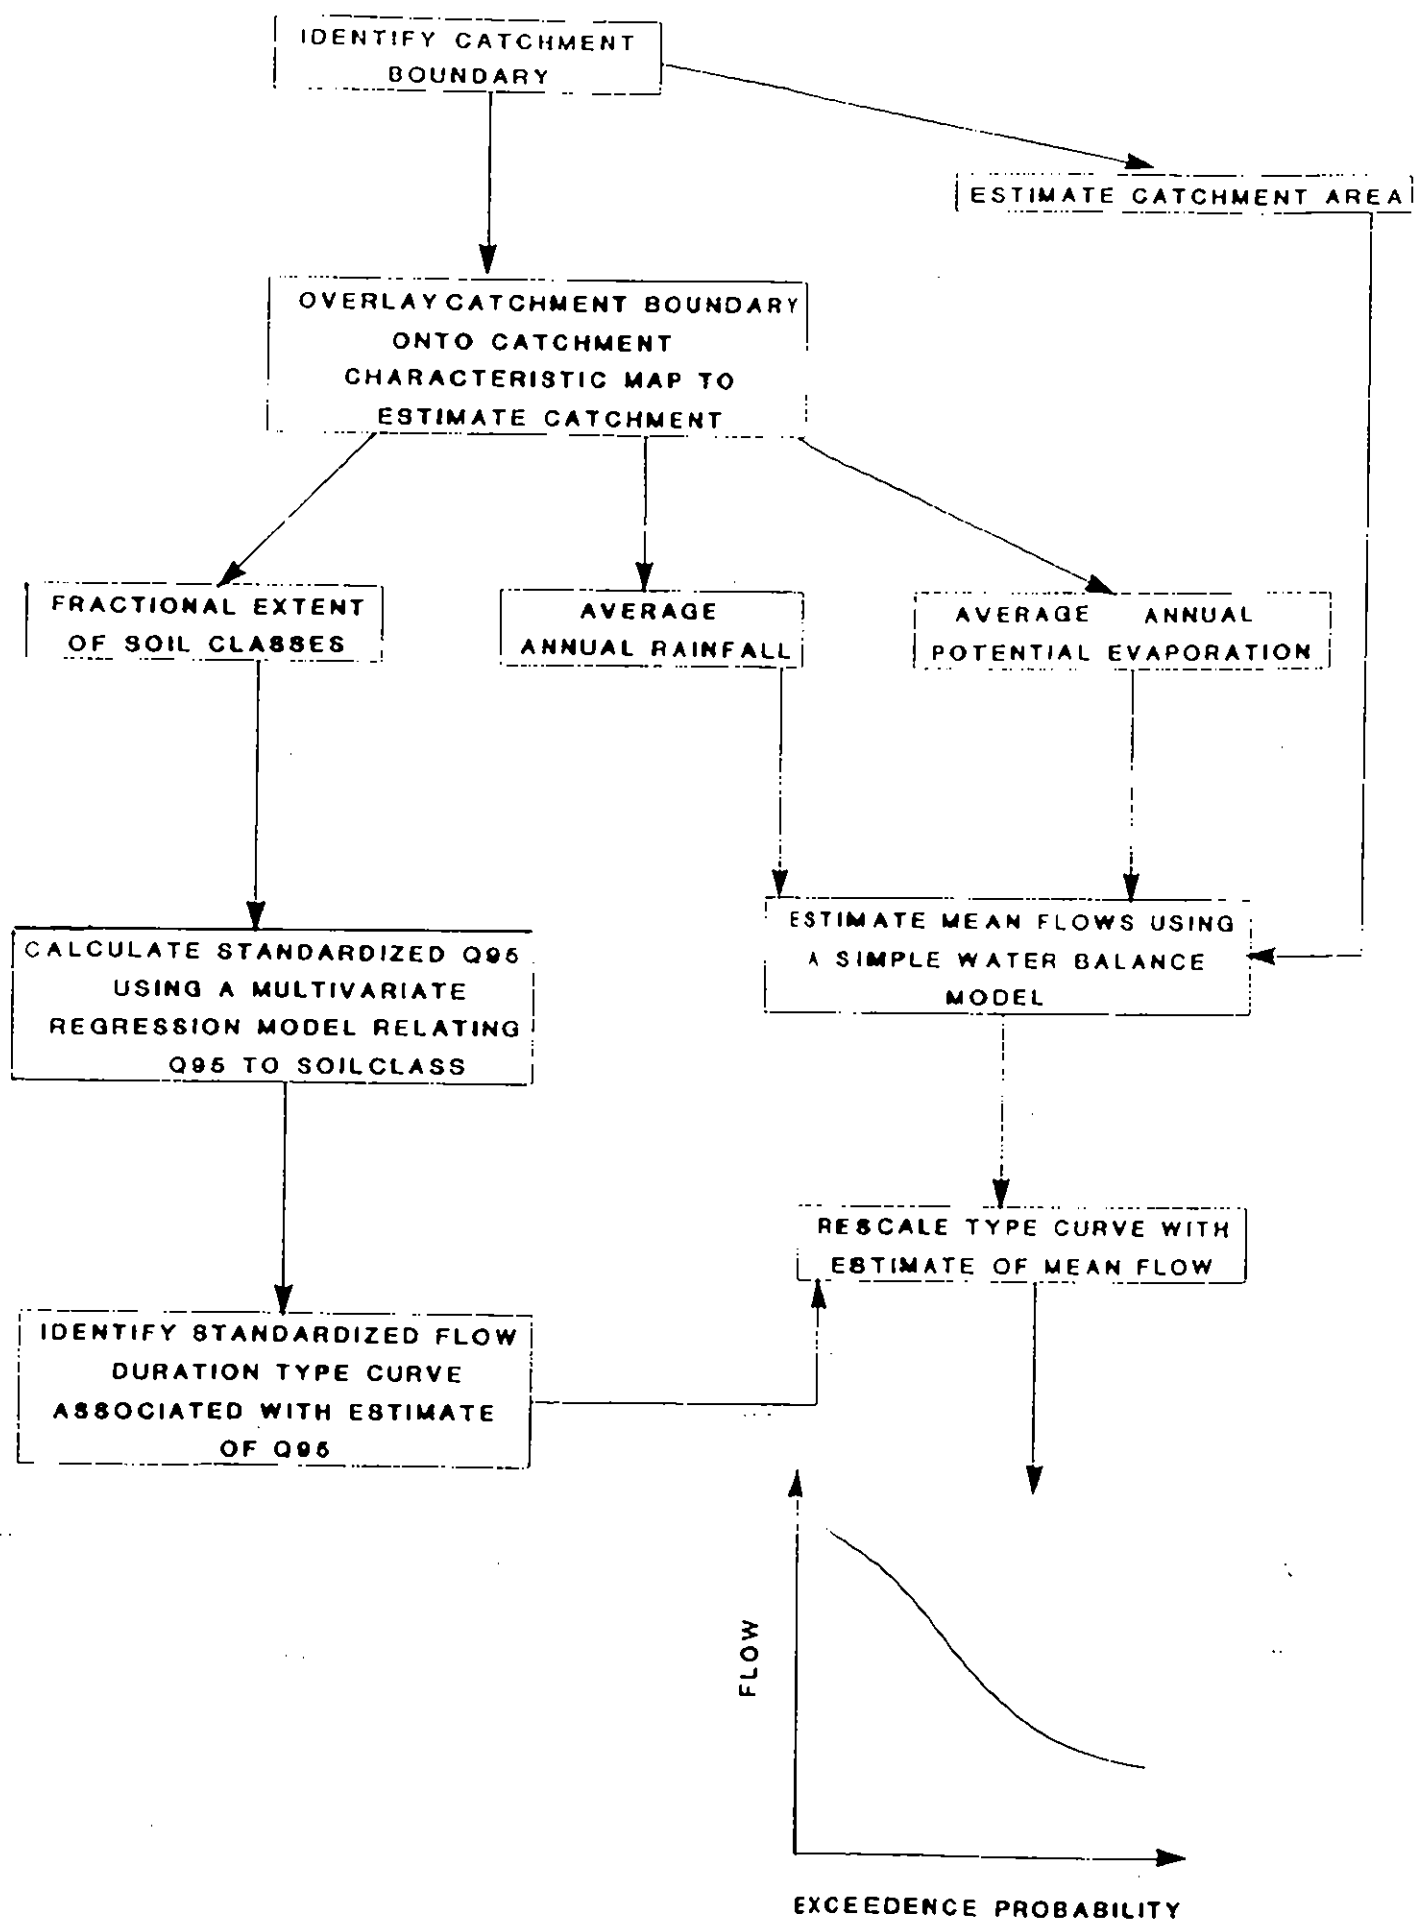 IDENTIFY CATCHMENT
BOUNDARY
ESTIMATE CATCHMENT AREA
OVERLAY CATCHMENT BOUNDARY
ONTO CATCHMENT
CHARACTERISTIC MAP TO
ESTIMATE CATCHMENT
FRACTIONAL EXTENT
OF SOIL CLASSES
AVERAGE
ANNUAL RAINFALL
AVERAGE ANNUAL
POTENTIAL EVAPORATION
CALCULATE STANDARDIZED Q95
USING A MULTIVARIATE
REGRESSION MODEL RELATING
Q95 TO SOILCLASS
ESTIMATE MEAN FLOWS USING
A SIMPLE WATER BALANCE
MODEL
RESCALE TYPE CURVE WITH
ESTIMATE OF MEAN FLOW
IDENTIFY STANDARDIZED FLOW
DURATION TYPE CURVE
ASSOCIATED WITH ESTIMATE
OF Q95
FLOW
EXCEEDENCE PROBABILITY